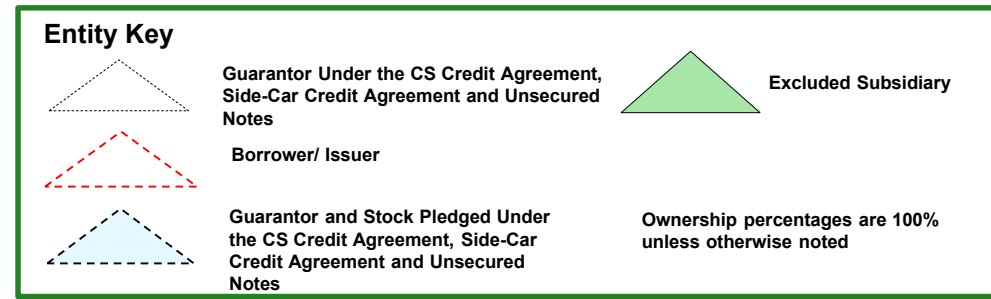 Entity Key
Guarantor Under the CS Credit Agreement,
Side-Car Credit Agreement and Unsecured
Notes
Excluded Subsidiary
Borrower/ Issuer
Guarantor and Stock Pledged Under
the CS Credit Agreement, Side-Car
Credit Agreement and Unsecured
Notes
Ownership percentages are 100%
unless otherwise noted